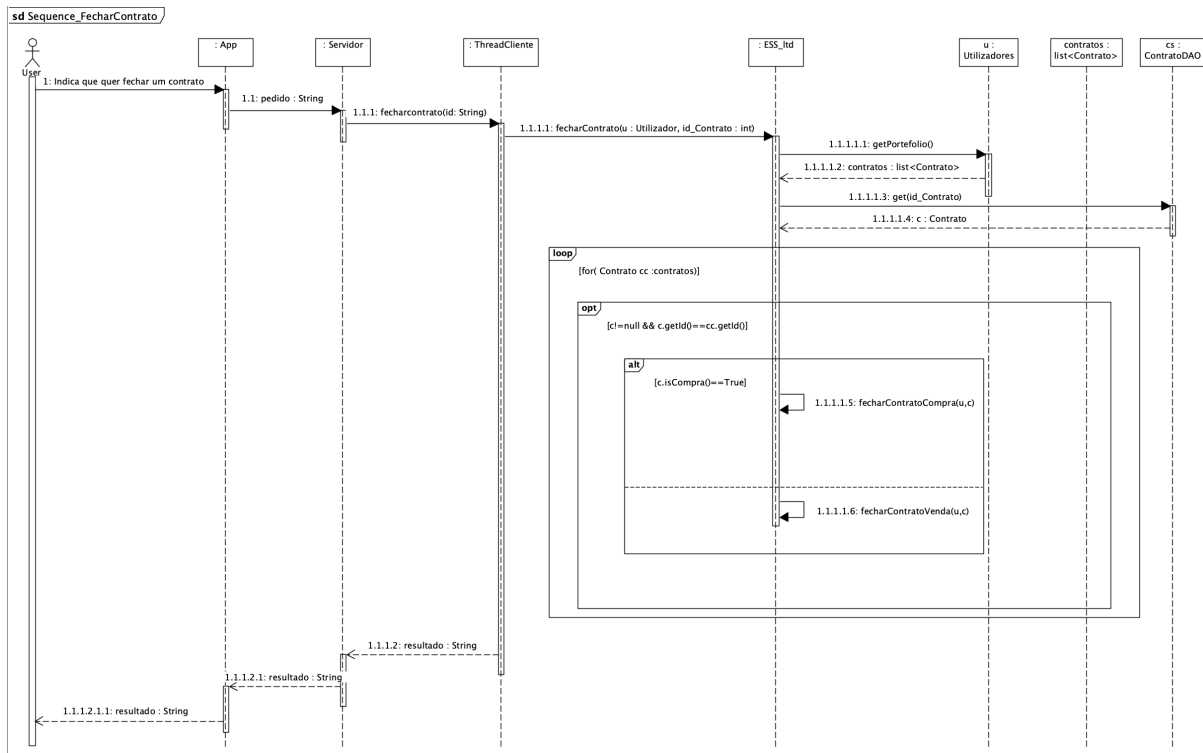 sd Sequence_FecharContrato
User
: App
: Servidor
: ThreadCliente
: ESS_ltd
u :
Utilizadores
contratos :
list<Contrato>
cs :
ContratoDAO
1: Indica que quer fechar um contrato
1.1: pedido : String
1.1.1: fecharcontrato(id: String)
1.1.1.1: fecharContrato(u : Utilizador, id_Contrato : int)
1.1.1.1.1: getPortefolio()
1.1.1.1.2: contratos : list<Contrato>
1.1.1.1.3: get(id_Contrato)
1.1.1.1.4: c : Contrato
loop
[for( Contrato cc :contratos)]
opt
[c!=null && c.getId()==cc.getId()]
alt
[c.isCompra()==True]
1.1.1.1.5: fecharContratoCompra(u,c)
1.1.1.1.6: fecharContratoVenda(u,c)
1.1.1.2: resultado : String
1.1.1.2.1: resultado : String
1.1.1.2.1.1: resultado : String